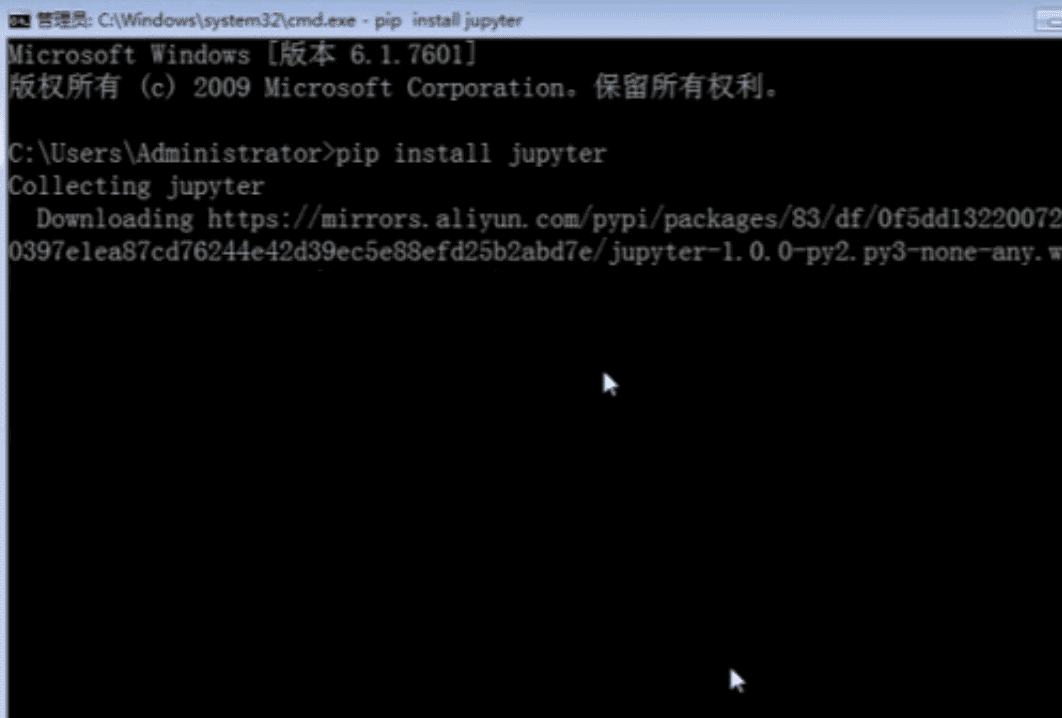 管理员: C:\Windows\system32\cmd.exe - pip  install jupyter
Microsoft Windows [版本 6.1.7601]
版权所有 (c) 2009 Microsoft Corporation。保留所有权利。
C:\Users\Administrator>pip install jupyter
Collecting jupyter
  Downloading https://mirrors.aliyun.com/pypi/packages/83/df/0f5dd13220072
0397e1ea87cd76244e42d39ec5e88efd25b2abd7e/jupyter-1.0.0-py2.py3-none-any.w